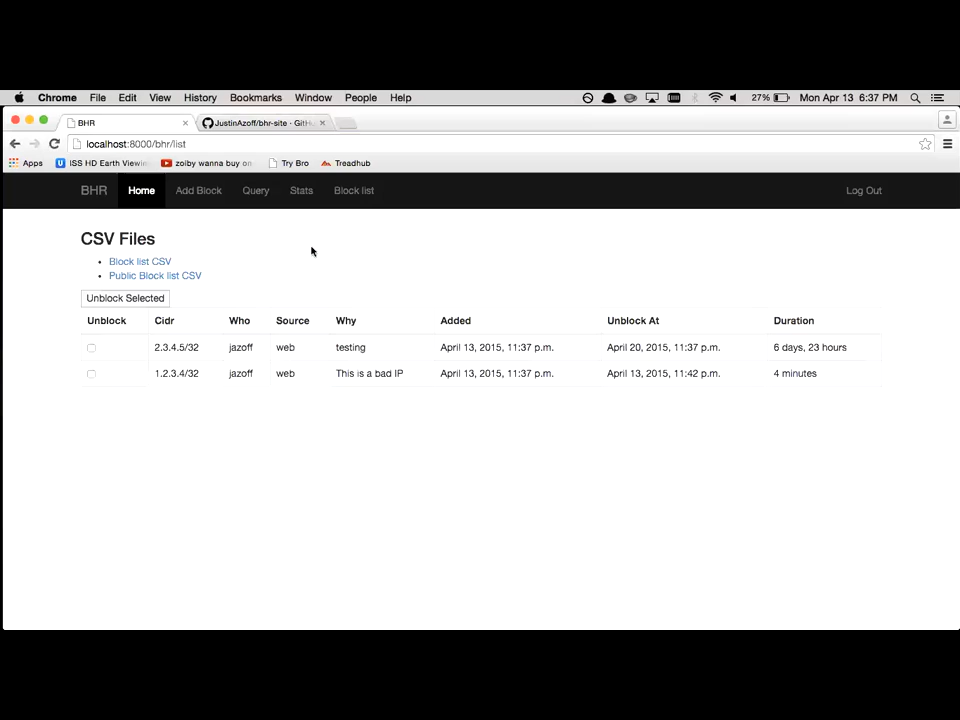 Chrome File Edit View History Bookmarks Window People Help 27% Mon Apr 13 6:37 PM
BHR JustinAzoff/bhr-site - GitH
localhost:8000/bhr/list
Apps ISS HD Earth Viewin zoiby wanna buy on Try Bro Treadhub
BHR Home Add Block Query Stats Block list Log Out
CSV Files
Block list CSV
Public Block list CSV
Unblock Selected
Unblock Cidr Who Source Why Added Unblock At Duration
2.3.4.5/32 jazoff web testing April 13, 2015, 11:37 p.m. April 20, 2015, 11:37 p.m. 6 days, 23 hours
1.2.3.4/32 jazoff web This is a bad IP April 13, 2015, 11:37 p.m. April 13, 2015, 11:42 p.m. 4 minutes